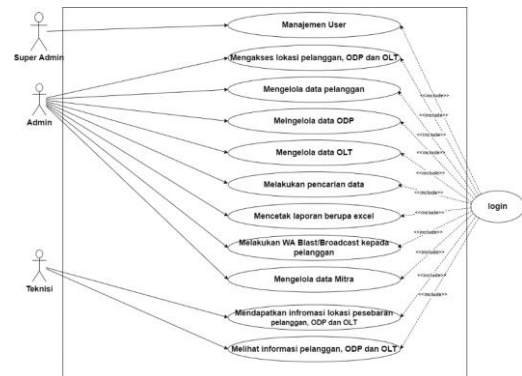 Manajemen User
Super Admin
Mengakses lokasi pelanggan, ODP dan OLT
Mengelola data pelanggan
Admin
Melngelola data ODP
Mengelola data OLT
Melakukan pencarian data
Mencetak laporan berupa excel
Melakukan WA Blast/Broadcast kepada
pelanggan
Mengelola data Mitra
Teknisi
Mendapatkan infromasi lokasi pesebaran
pelanggan, ODP dan OLT
Melihat informasi pelanggan, ODP dan OLT
login
<<include>>
<<include>>
<<include>>
<<include>>
<<include>>
<<include>>
<<include>>
<<include>>
<<include>>
<<include>>